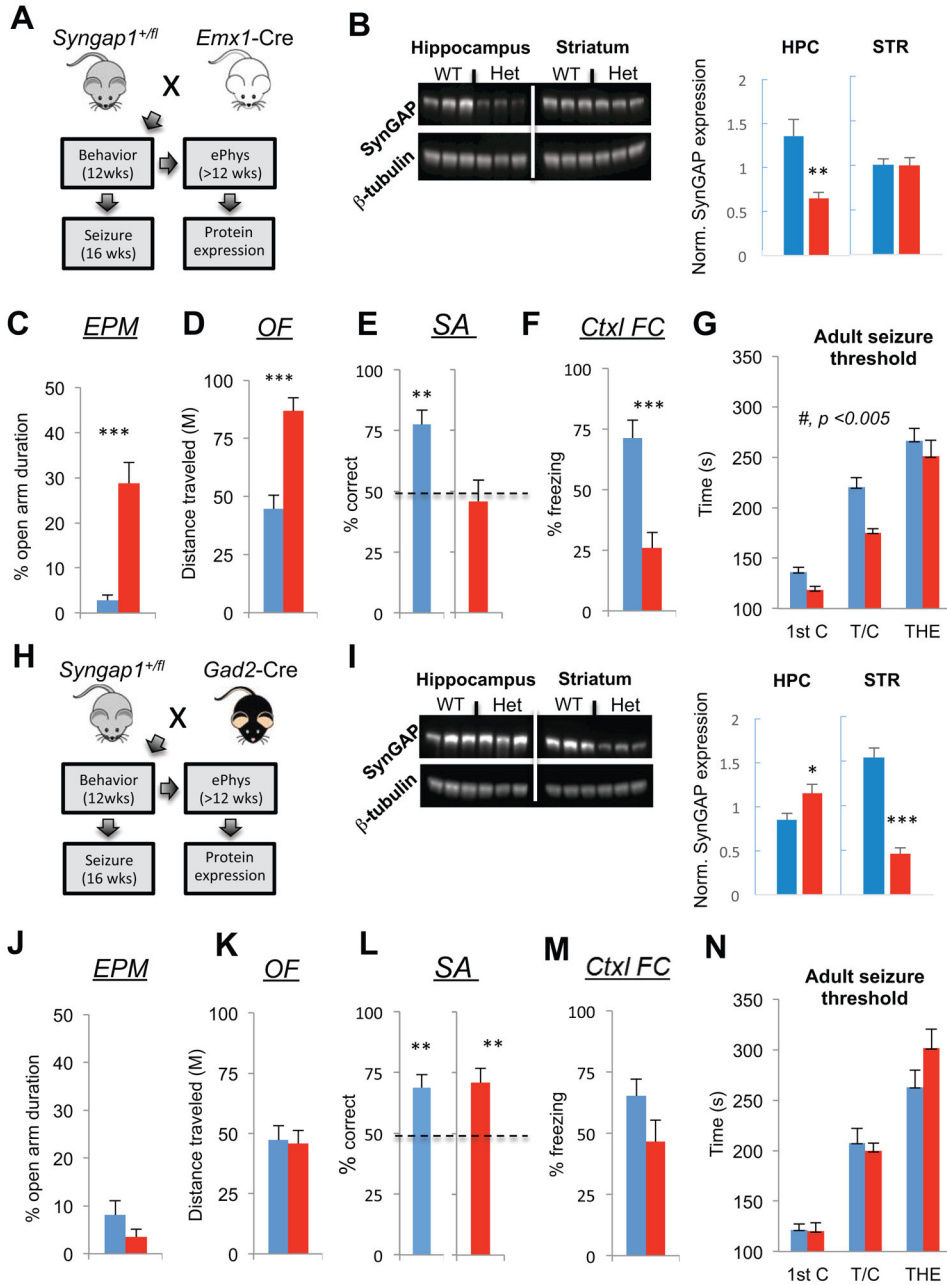 A
Syngap1+/fl
Emx1-Cre
X
Behavior
(12wks)
ePhys
(>12 wks)
Seizure
(16 wks)
Protein
expression
B
Hippocampus
Striatum
WT
Het
WT
Het
SynGAP
β-tubulin
HPC
STR
Norm. SynGAP expression
2
1.5
1
0.5
0
**
C
EPM
% open arm duration
50
40
30
20
10
0
***
D
OF
Distance traveled (M)
100
75
50
25
0
***
E
SA
% correct
100
75
50
25
0
**
F
Ctxl FC
% freezing
100
75
50
25
0
***
G
Adult seizure
threshold
#, p <0.005
Time (s)
350
300
250
200
150
100
1st C
T/C
THE
H
Syngap1+/fl
Gad2-Cre
X
Behavior
(12wks)
ePhys
(>12 wks)
Seizure
(16 wks)
Protein
expression
I
Hippocampus
Striatum
WT
Het
WT
Het
SynGAP
β-tubulin
HPC
STR
Norm. SynGAP expression
2
1.5
1
0.5
0
*
***
J
EPM
% open arm duration
50
40
30
20
10
0
K
OF
Distance traveled (M)
100
75
50
25
0
L
SA
% correct
100
75
50
25
0
**
**
M
Ctxl FC
% freezing
100
75
50
25
0
N
Adult seizure
threshold
Time (s)
350
300
250
200
150
100
1st C
T/C
THE